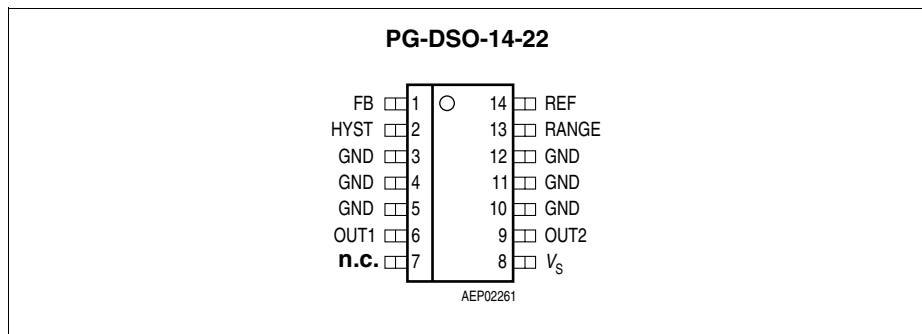 PG-DSO-14-22
FB 1 14 REF
HYST 2 13 RANGE
GND 3 12 GND
GND 4 11 GND
GND 5 10 GND
OUT1 6 9 OUT2
n.c. 7 8 VS
AEP02261